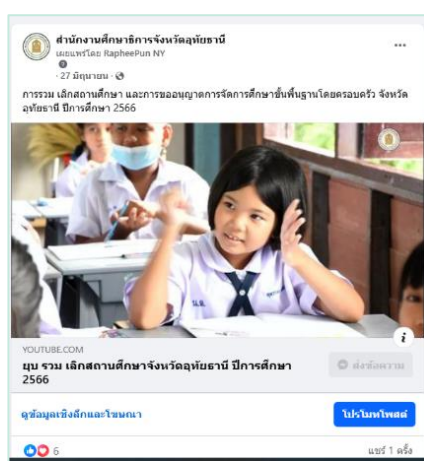 สำนักงานศึกษาธิการจังหวัดอุทัยธานี
เผยแพร่โดย RapheePun NY
· 27 มิถุนายน ·
การรวม เลิกสถานศึกษา และการขออนุญาตการจัดการศึกษาขั้นพื้นฐานโดยครอบครัว จังหวัด
อุทัยธานี ปีการศึกษา 2566
YOUTUBE.COM
ยุบ รวม เลิกสถานศึกษาจังหวัดอุทัยธานี ปีการศึกษา
2566
ส่งข้อความ
ดูข้อมูลเชิงลึกและโฆษณา
โปรโมทโพสต์
6
แชร์ 1 ครั้ง